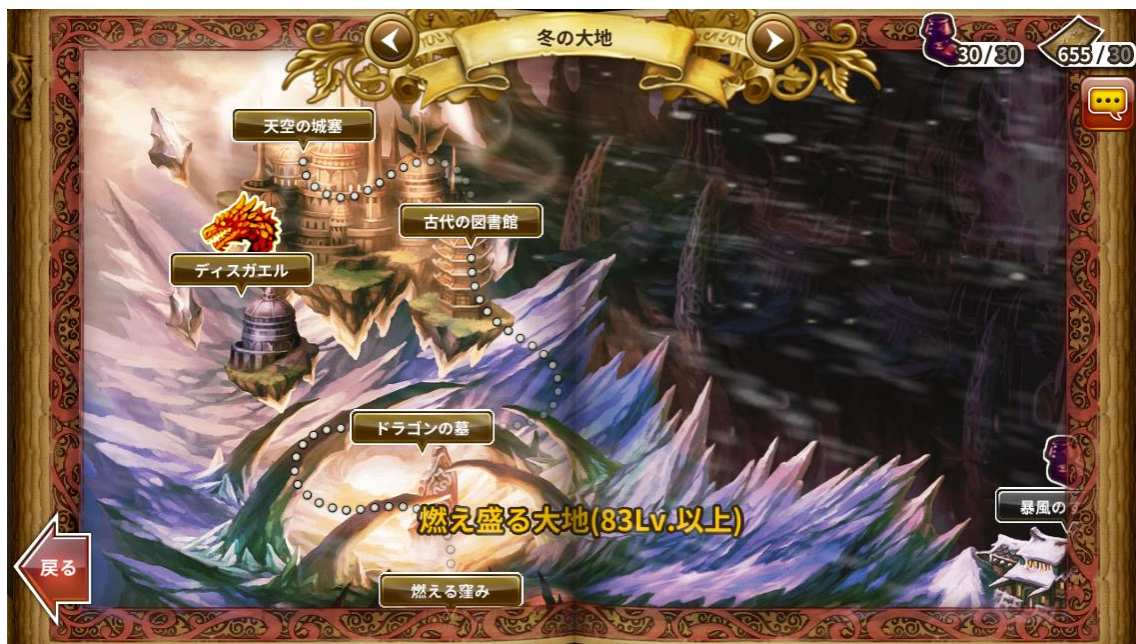 冬の大地
30/30
655/30
天空の城塞
古代の図書館
ディスガエル
ドラゴンの墓
暴風の
燃え盛る大地(83Lv.以上)
戻る
燃える窪み